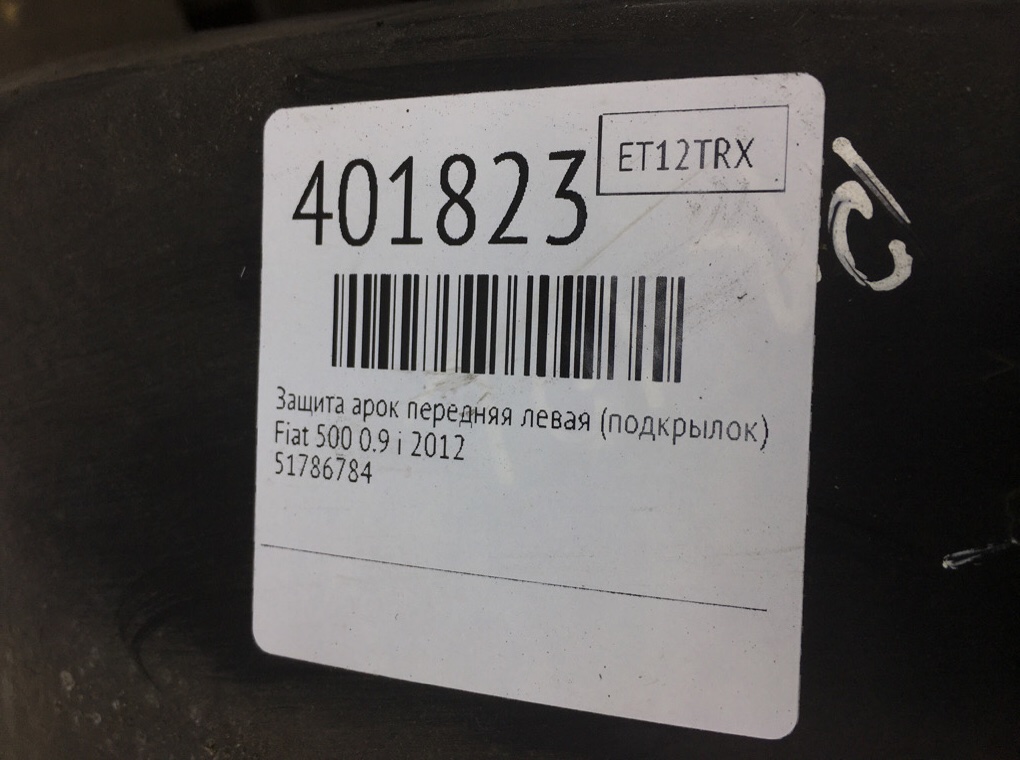 401823
ET12TRX
Защита арок передняя левая (подкрылок)
Fiat 500 0.9 i 2012
51786784